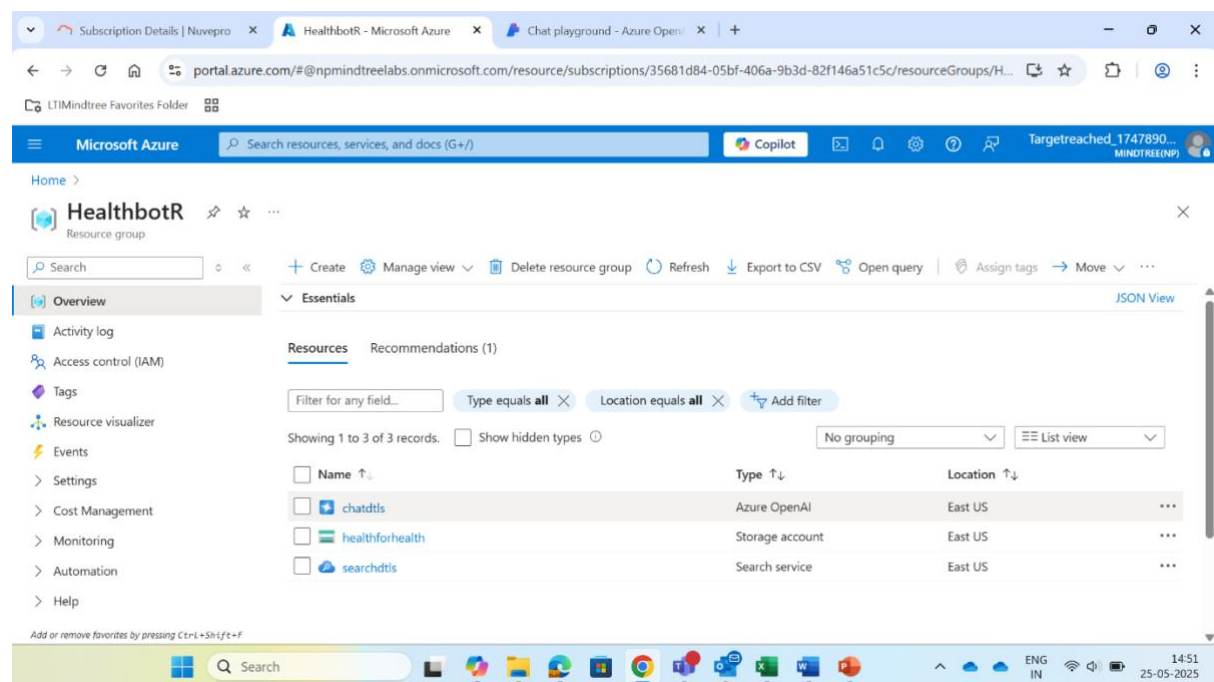 Subscription Details | Nuvepro
HealthbotR - Microsoft Azure
Chat playground - Azure Open
portal.azure.com/#@npmindtreelabs.onmicrosoft.com/resource/subscriptions/35681d84-05bf-406a-9b3d-82f146a51c5c/resourceGroups/H...
LTIMindtree Favorites Folder
Microsoft Azure
Search resources, services, and docs (G+/)
Copilot
Targetreached_1747890...
MINDTREE(NP)
Home >
HealthbotR
Resource group
Search
Create
Manage view
Delete resource group
Refresh
Export to CSV
Open query
Assign tags
Move
Overview
Essentials
JSON View
Activity log
Access control (IAM)
Tags
Resource visualizer
Events
Settings
Cost Management
Monitoring
Automation
Help
Add or remove favorites by pressing Ctrl+Shift+F
Resources
Recommendations (1)
Filter for any field...
Type equals all
Location equals all
Add filter
Showing 1 to 3 of 3 records.
Show hidden types
No grouping
List view
Name
Type
Location
chatdtls
Azure OpenAI
East US
healthforhealth
Storage account
East US
searchdtls
Search service
East US
Search
ENG
IN
14:51
25-05-2025